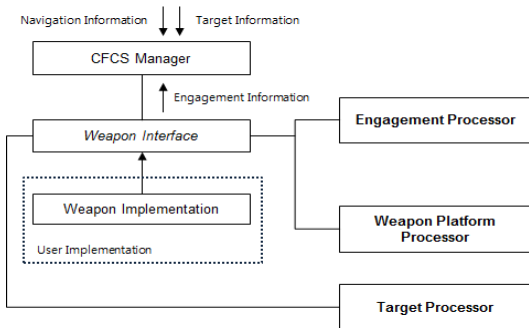 Navigation Information
Target Information
CFCS Manager
Engagement Information
Weapon Interface
Engagement Processor
Weapon Implementation
User Implementation
Weapon Platform
Processor
Target Processor